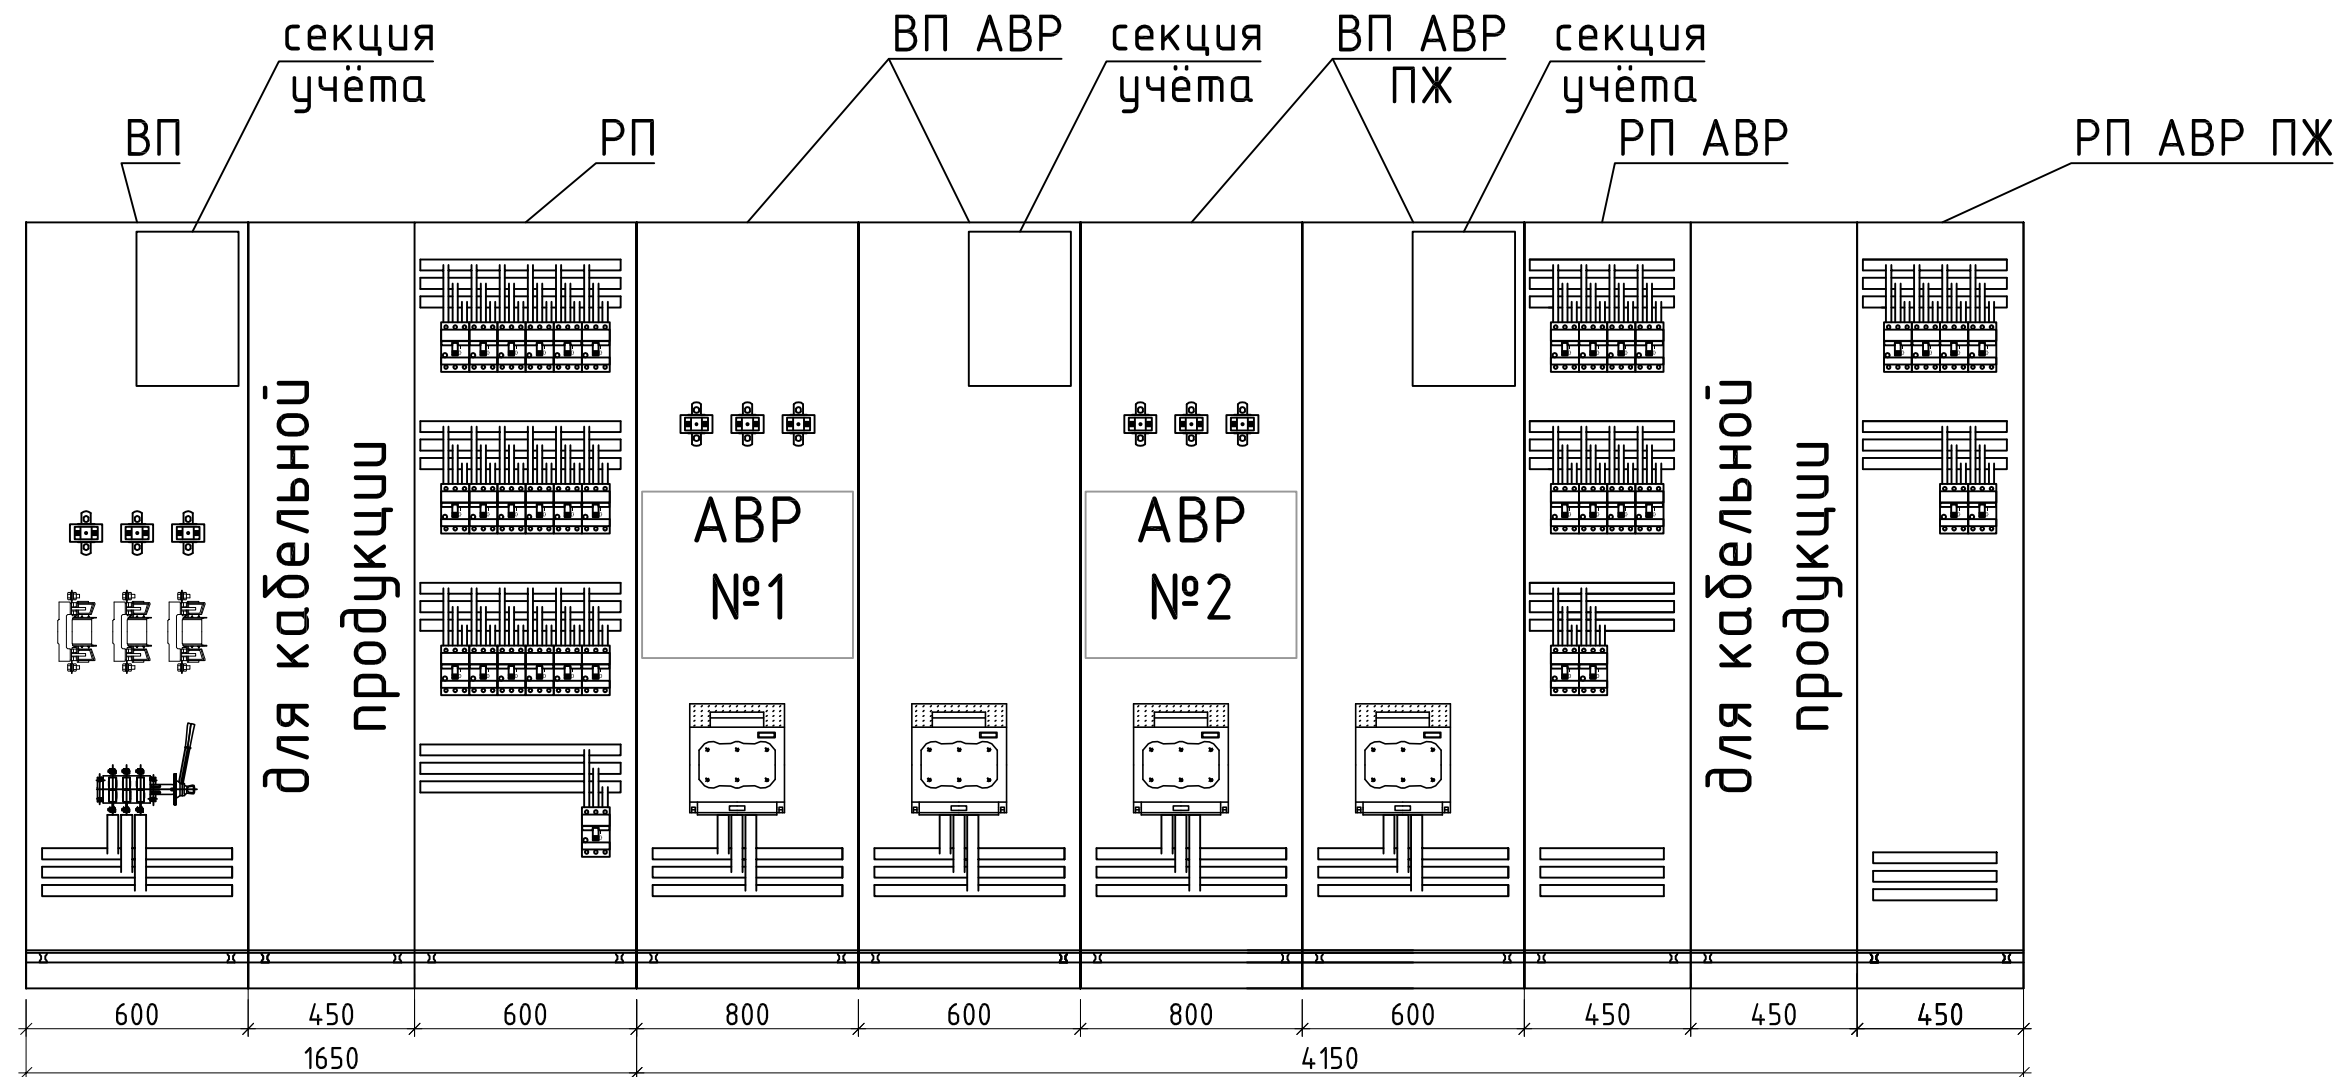 секция
учёта
ВП АВР
секция
учёта
ВП АВР
ПЖ
секция
учёта
ВП
РП
РП АВР
РП АВР ПЖ
для кабельной
продукции
АВР
№1
АВР
№2
для кабельной
продукции
600
450
600
800
600
800
600
450
450
450
1650
4150